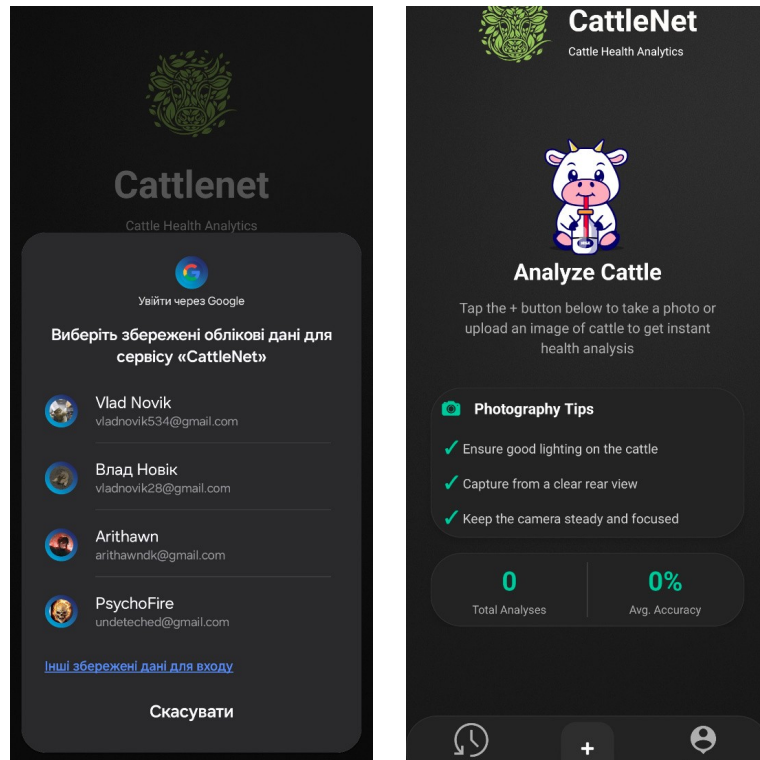 Cattlenet
Cattle Health Analytics
Увійти через Google
Виберіть збережені облікові дані для
сервісу «CattleNet»
Vlad Novik
vladnovik534@gmail.com
Влад Новік
vladnovik28@gmail.com
Arithawn
arithawndk@gmail.com
PsychoFire
undeteched@gmail.com
Інші збережені дані для входу
Скасувати
CattleNet
Cattle Health Analytics
MILK
Analyze Cattle
Tap the + button below to take a photo or
upload an image of cattle to get instant
health analysis
Photography Tips
✓ Ensure good lighting on the cattle
✓ Capture from a clear rear view
✓ Keep the camera steady and focused
0
Total Analyses
0%
Avg. Accuracy
+